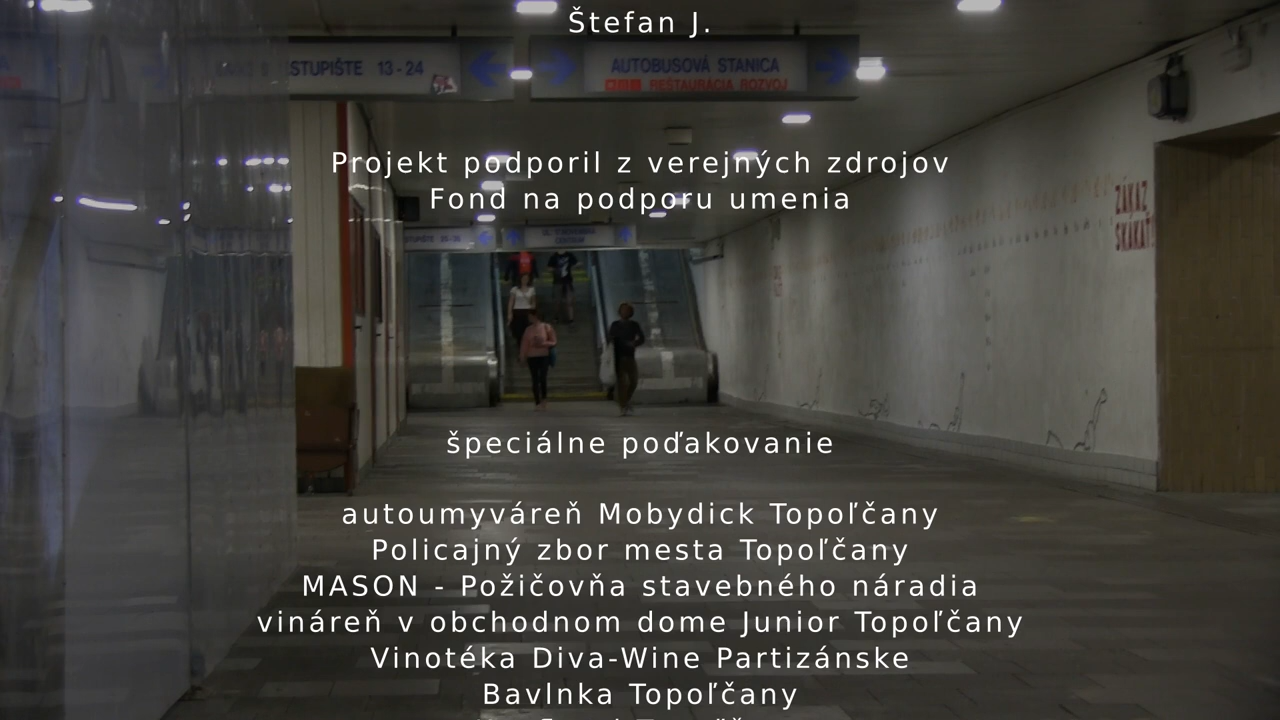 Štefan J.
STUPIŠTE 13-24
AUTOBUSOVÁ STANICA
REŠTAURÁCIA ROZVOJ
Projekt podporil z verejných zdrojov
Fond na podporu umenia
CENTRUM
ZÁKAZ
SKÁKAŤ!
špeciálne poďakovanie
autoumyváreň Mobydick Topoľčany
Policajný zbor mesta Topoľčany
MASON - Požičovňa stavebného náradia
vináreň v obchodnom dome Junior Topoľčany
Vinotéka Diva-Wine Partizánske
Bavlnka Topoľčany